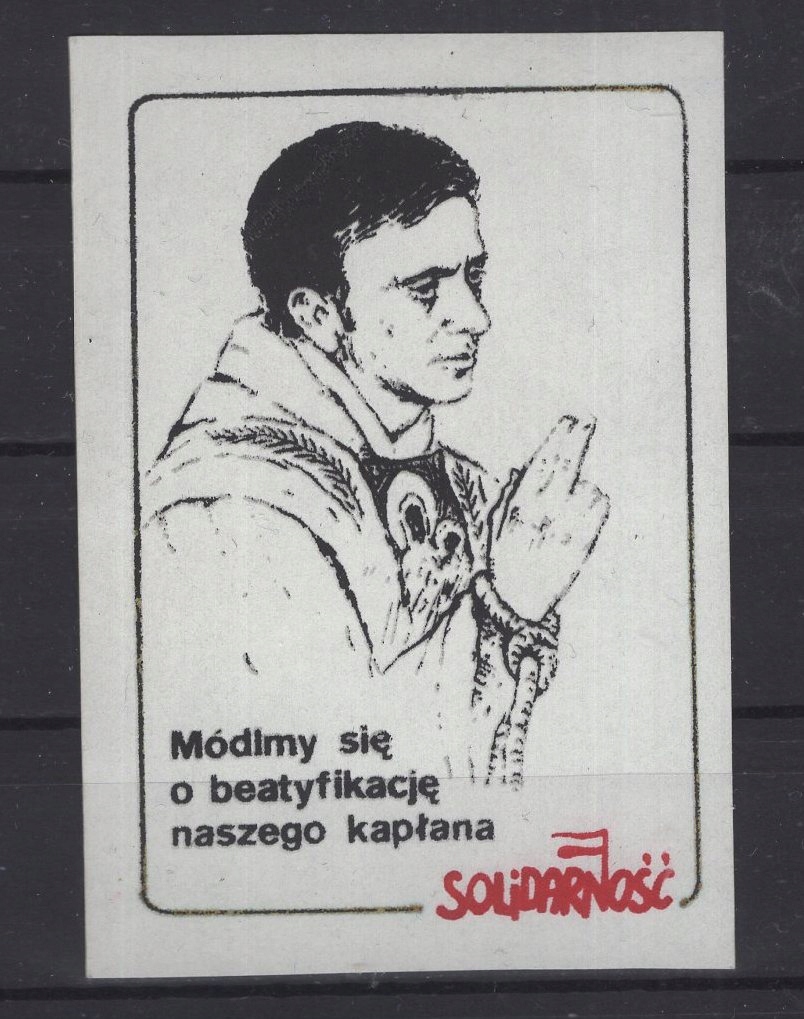 Módlmy się
o beatyfikację
naszego kapłana
SOLiDARNOŚĆ